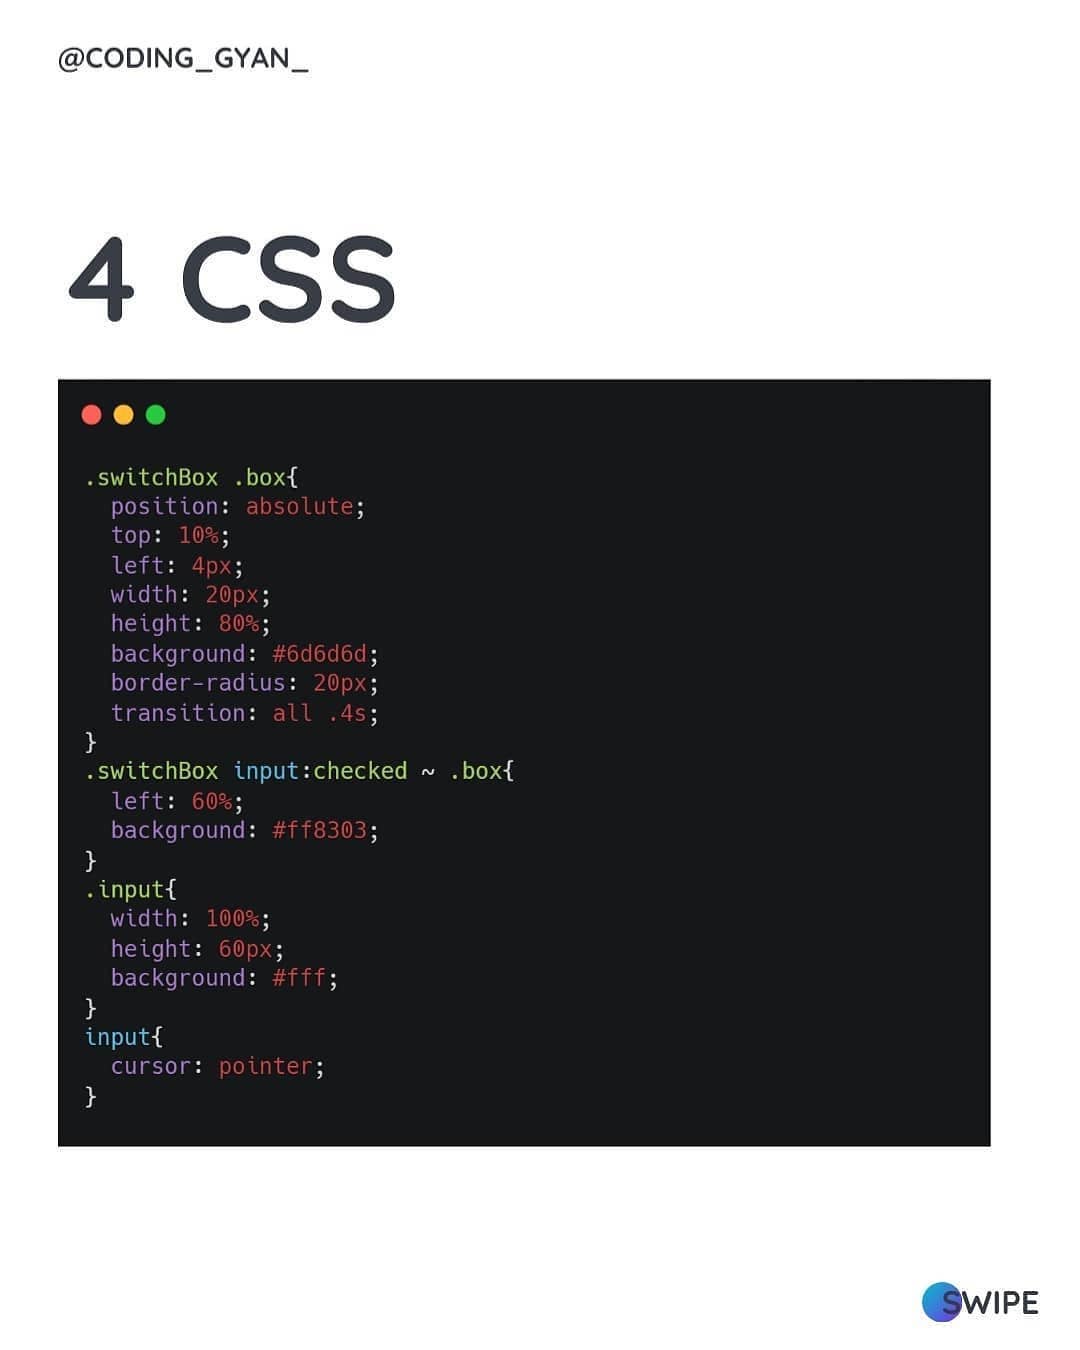 @CODING_GYAN_
4 CSS
.switchBox .box{
  position: absolute;
  top: 10%;
  left: 4px;
  width: 20px;
  height: 80%;
  background: #6d6d6d;
  border-radius: 20px;
  transition: all .4s;
}
.switchBox input:checked ~ .box{
  left: 60%;
  background: #ff8303;
}
.input{
  width: 100%;
  height: 60px;
  background: #fff;
}
input{
  cursor: pointer;
}
SWIPE